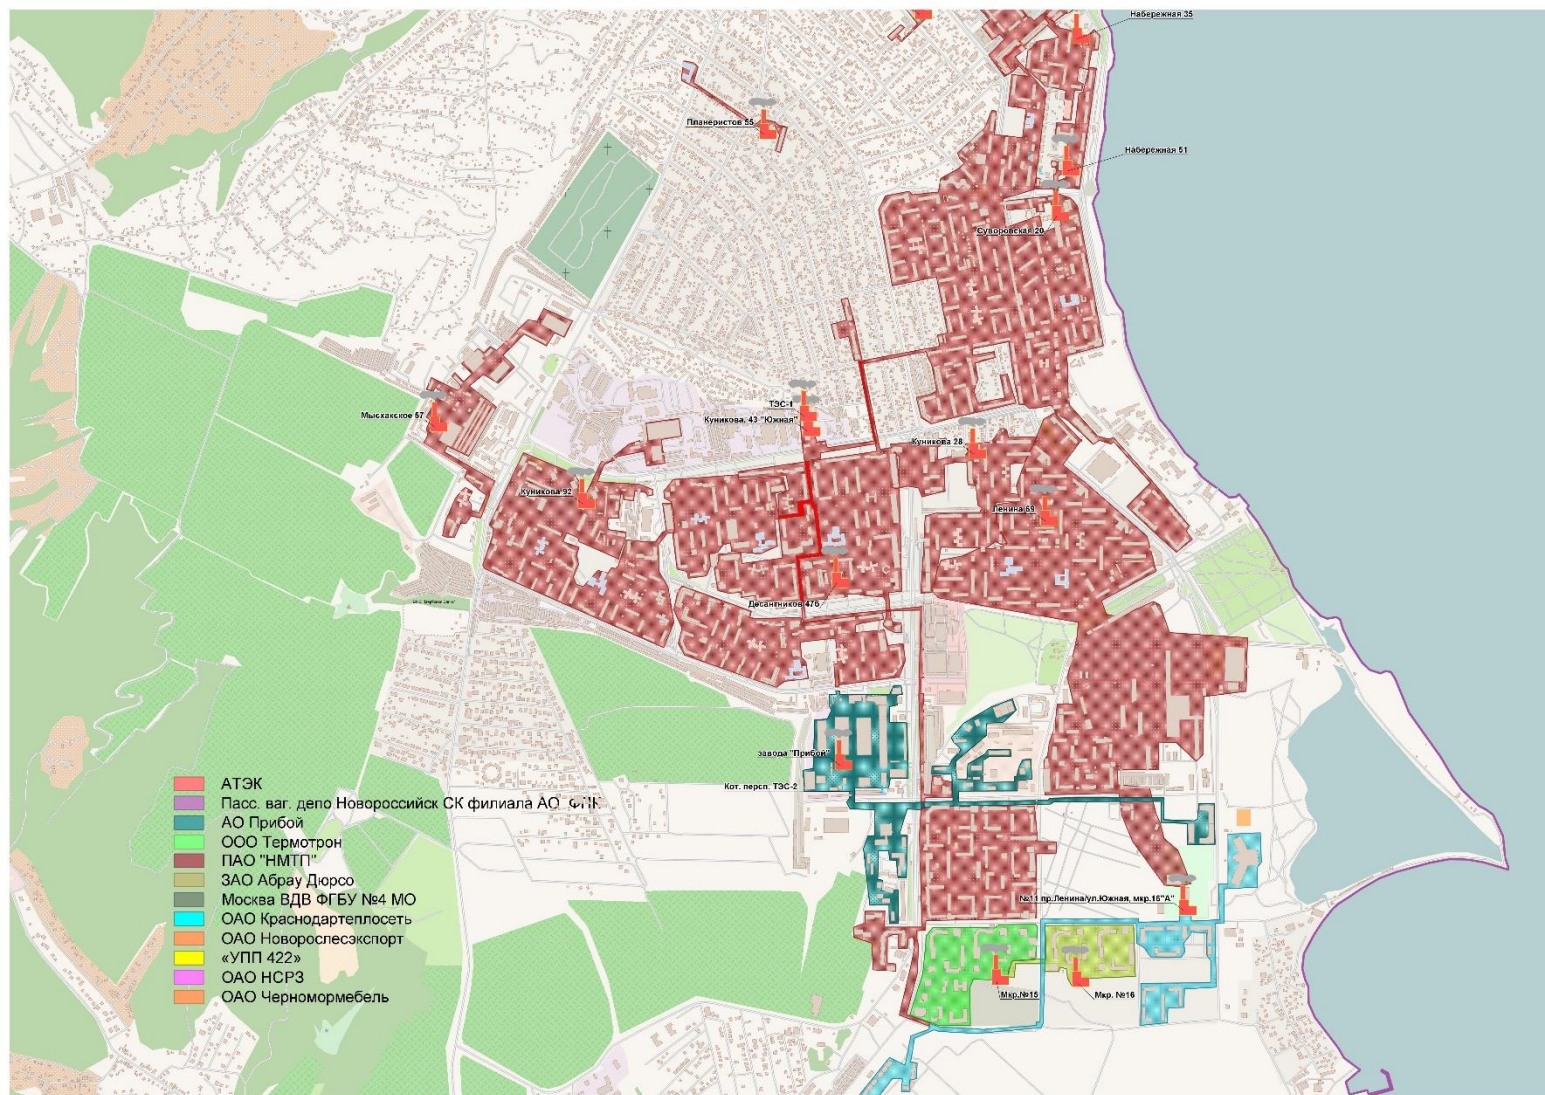 Набережная 35
Планеристов 55
Набережная 51
Суворовская 20
ТЭС-1
Мысхакское 57
Куникова, 43 "Южная"
Куникова 28
Куникова 92
Ленина 69
Десантников 47б
завода "Прибой"
Кот. персп. ТЭС-2
АТЭК
Пасс. ваг. депо Новороссийск СК филиала АО "ФПК"
АО Прибой
ООО Термотрон
ПАО "НМТП"
ЗАО Абрау Дюрсо
Москва ВДВ ФГБУ №4 МО
ОАО Краснодартеплосеть
ОАО Новорослесэкспорт
«УПП 422»
ОАО НСРЗ
ОАО Черномормебель
№11 пр.Ленина/ул.Южная, мкр.16"А"
Мкр.№15
Мкр. №16